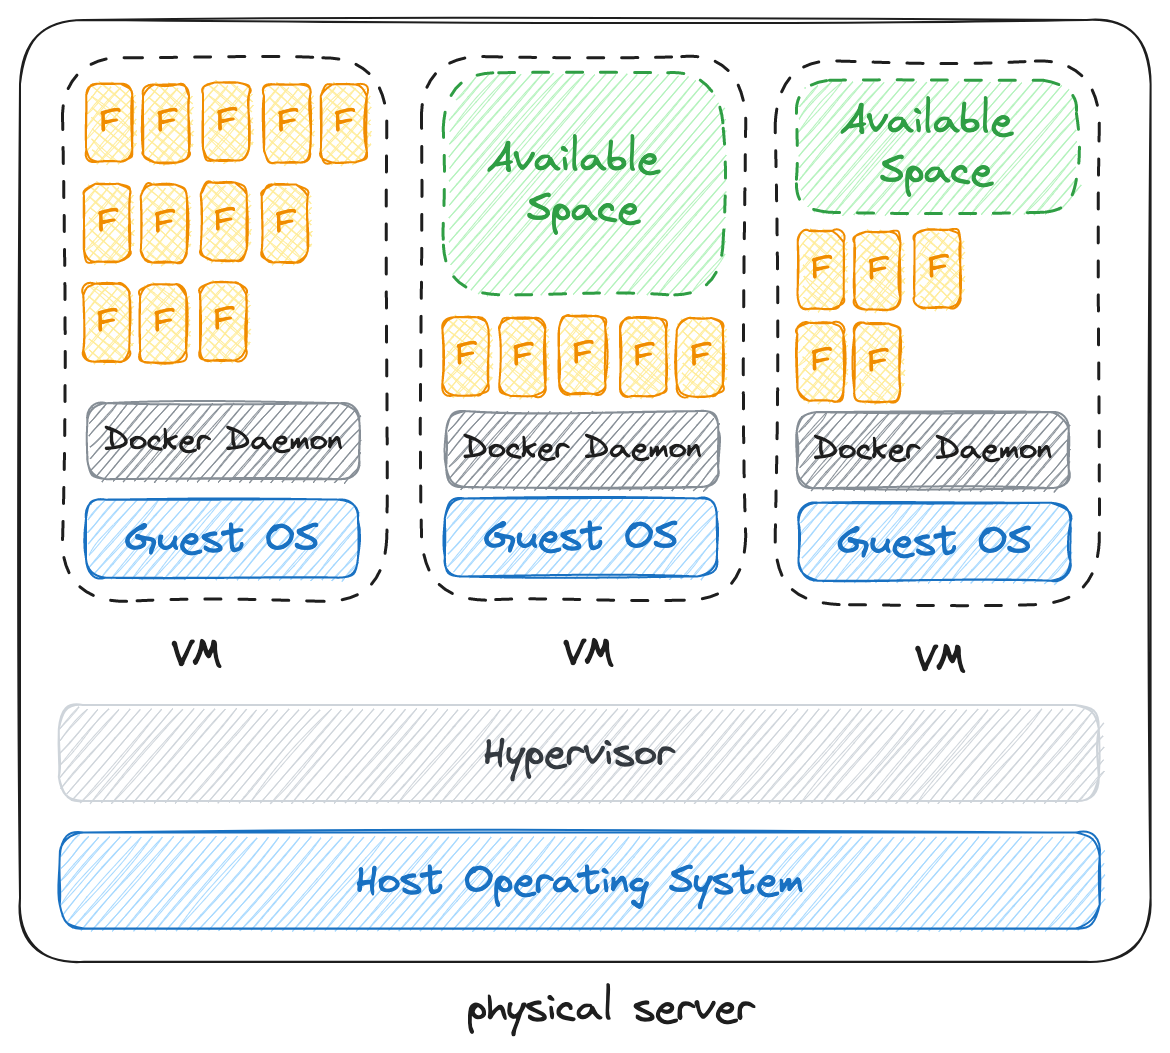 F F F F F
F F F F
F F F
Docker Daemon
Guest OS
VM
Available
Space
F F F F F
Docker Daemon
Guest OS
VM
Available
Space
F F F
F F
Docker Daemon
Guest OS
VM
Hypervisor
Host Operating System
physical server